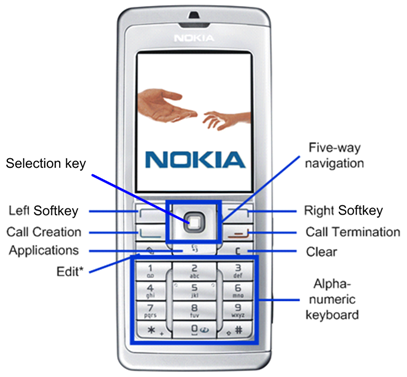 NOKIA
NOKIA
Selection key
Five-way
navigation
Left Softkey
Right Softkey
Call Creation
Call Termination
Applications
Clear
Edit*
Alpha-
numeric
keyboard
1
2 abc
3 def
4 ghi
5 jkl
6 mno
7 pqrs
8 tuv
9 wxyz
*
+
0
#